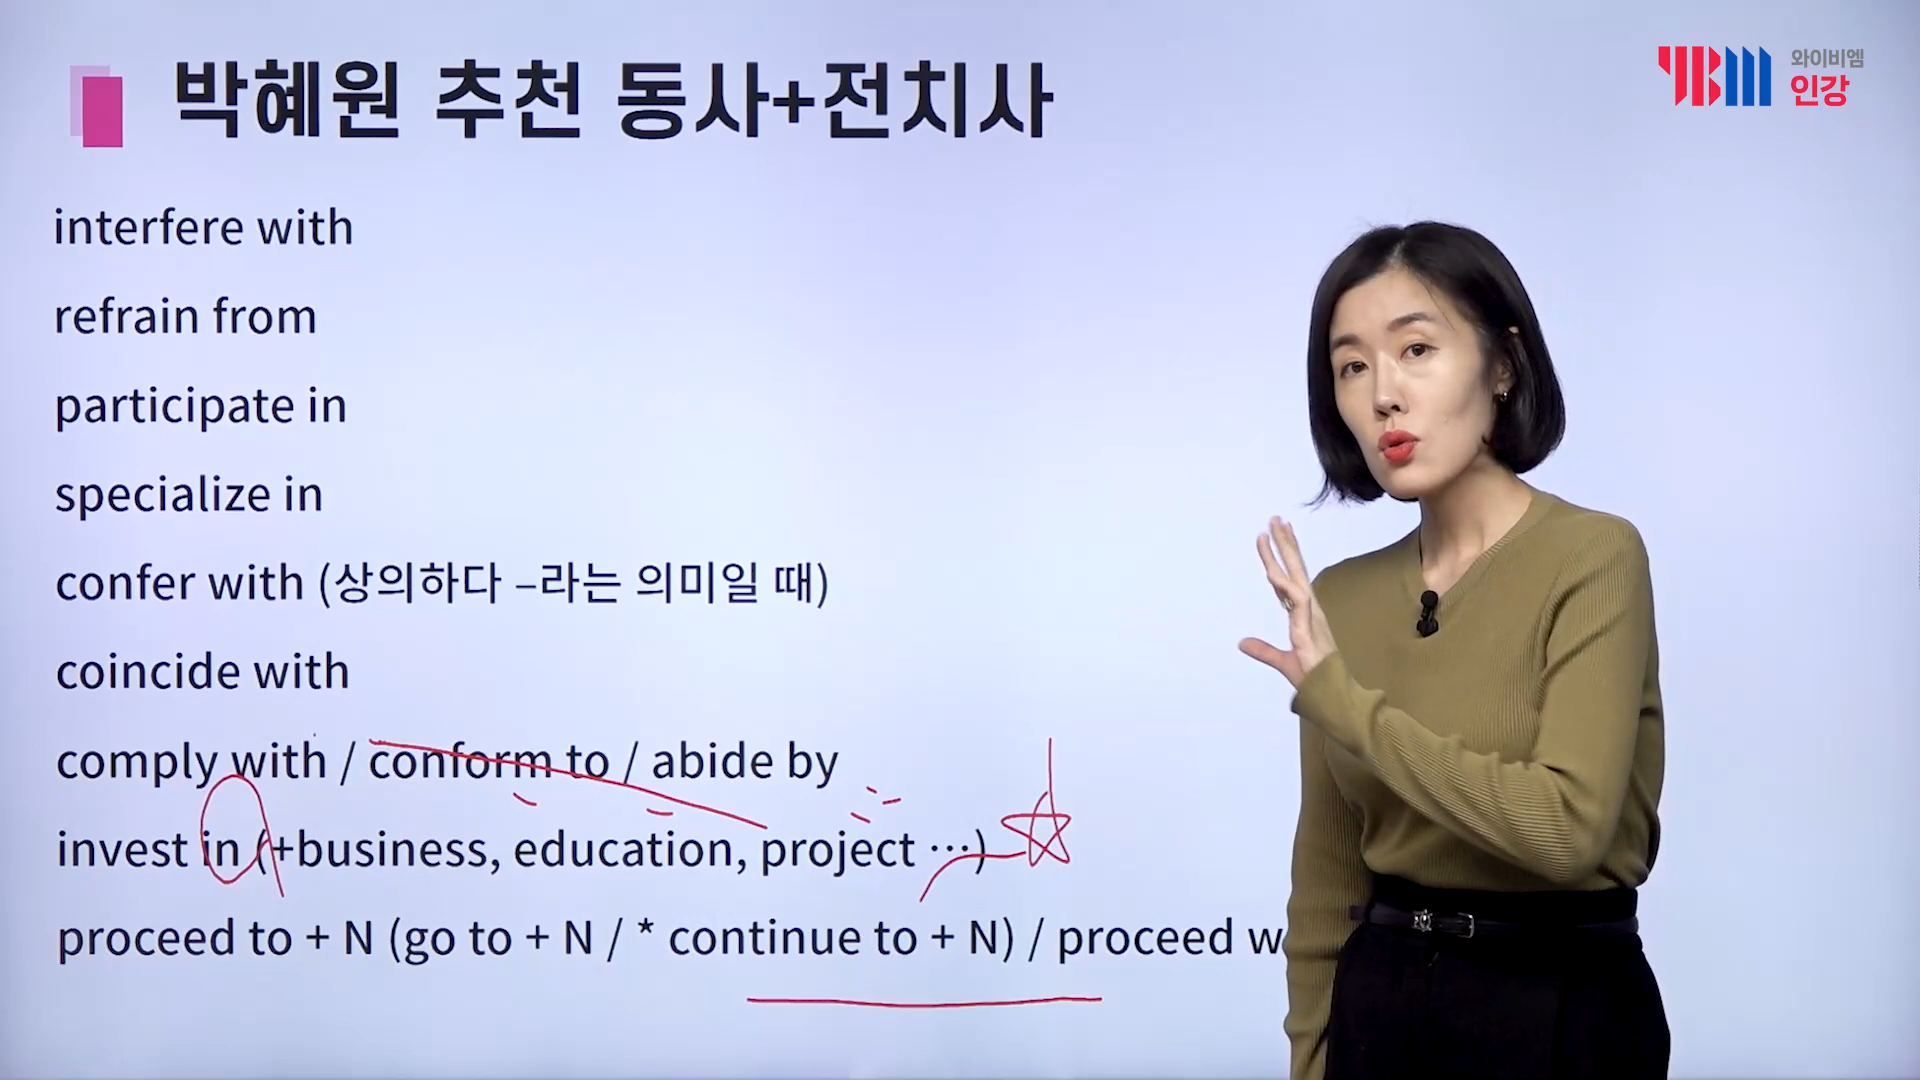 박혜원 추천 동사+전치사
YBM 와이비엠
인강
interfere with
refrain from
participate in
specialize in
confer with (상의하다 –라는 의미일 때)
coincide with
comply with / conform to / abide by
invest in (+business, education, project ⋯)
proceed to + N (go to + N / * continue to + N) / proceed w